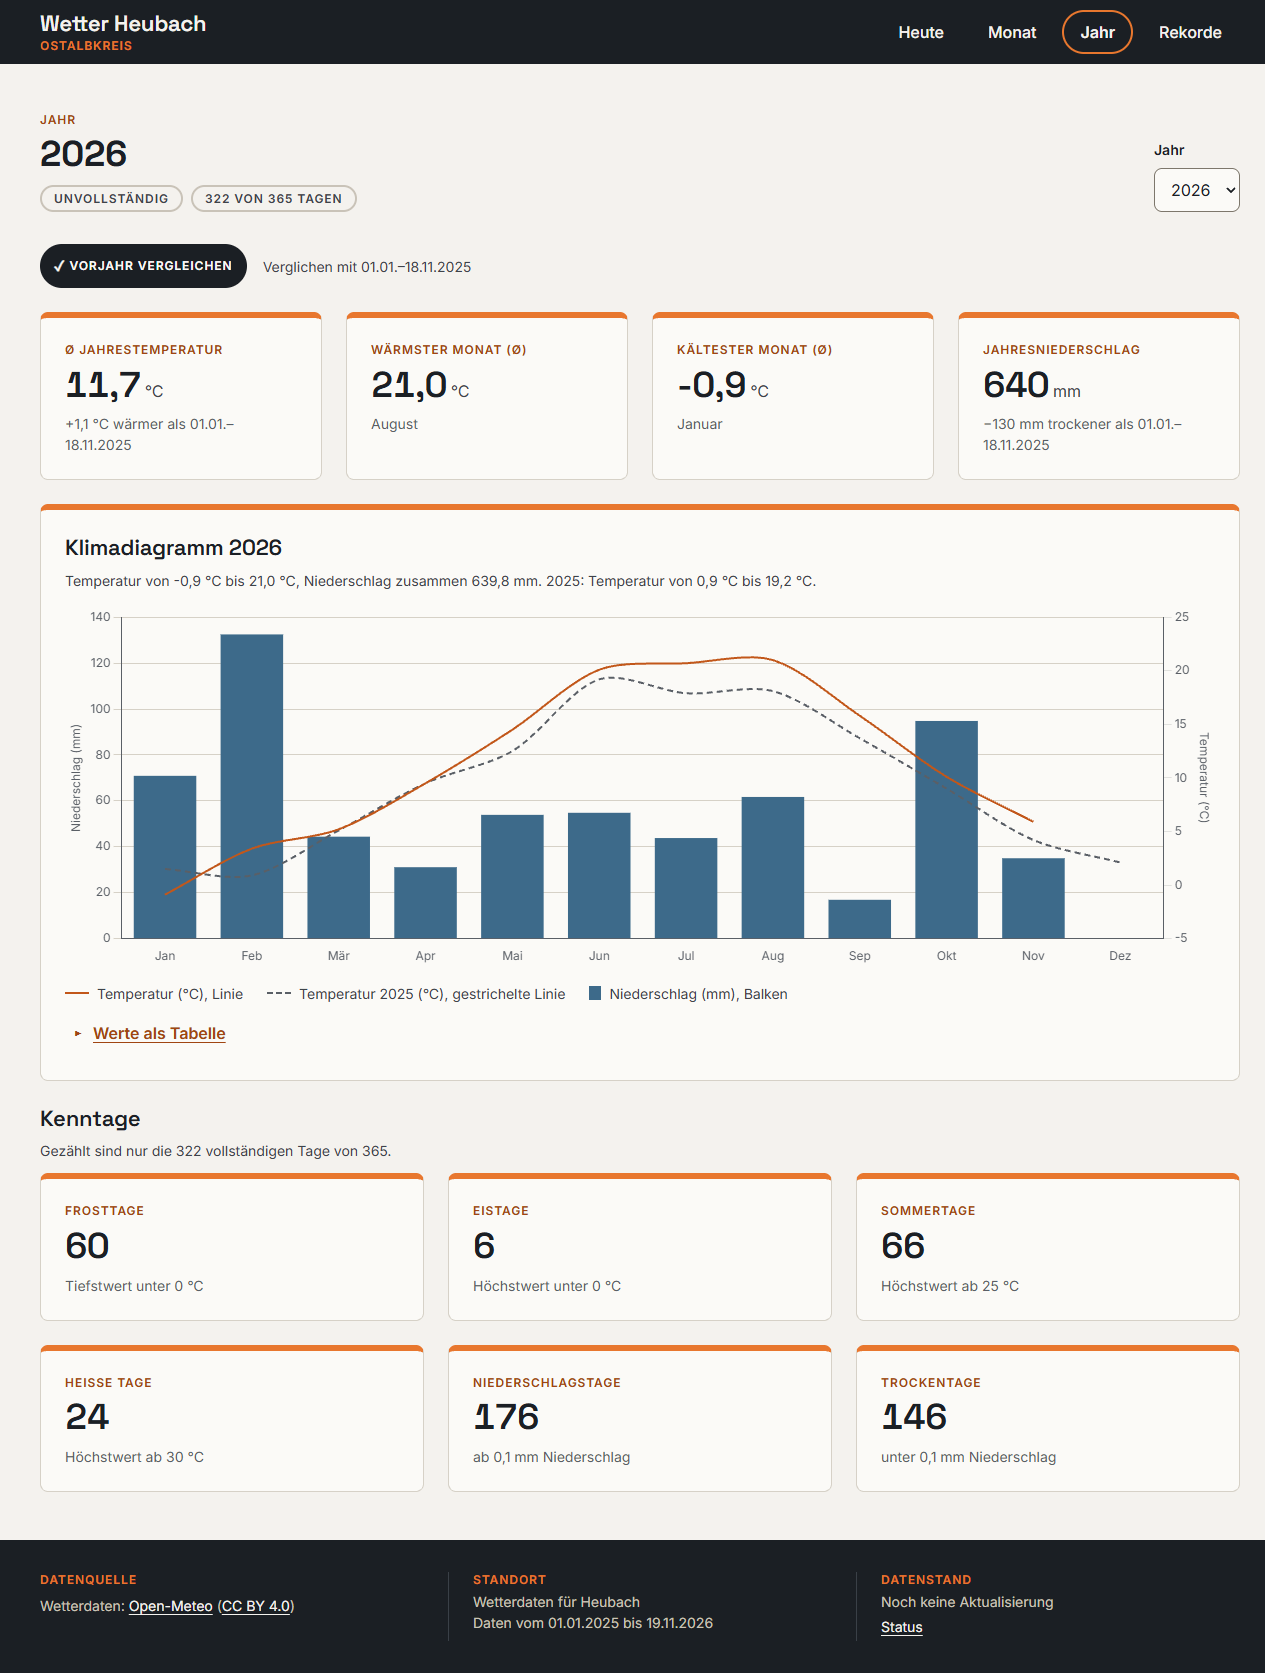 Wetter Heubach
OSTALBKREIS
Heute
Monat
Jahr
Rekorde
JAHR
2026
UNVOLLSTÄNDIG
322 VON 365 TAGEN
Jahr
2026
✓ VORJAHR VERGLEICHEN
Verglichen mit 01.01.–18.11.2025
Ø JAHRESTEMPERATUR
11,7 °C
+1,1 °C wärmer als 01.01.–
18.11.2025
WÄRMSTER MONAT (Ø)
21,0 °C
August
KÄLTESTER MONAT (Ø)
-0,9 °C
Januar
JAHRESNIEDERSCHLAG
640 mm
−130 mm trockener als 01.01.–
18.11.2025
Klimadiagramm 2026
Temperatur von -0,9 °C bis 21,0 °C, Niederschlag zusammen 639,8 mm. 2025: Temperatur von 0,9 °C bis 19,2 °C.
Niederschlag (mm)
140
120
100
80
60
40
20
0
25
20
15
10
5
0
-5
Temperatur (°C)
Jan
Feb
Mär
Apr
Mai
Jun
Jul
Aug
Sep
Okt
Nov
Dez
Temperatur (°C), Linie
Temperatur 2025 (°C), gestrichelte Linie
Niederschlag (mm), Balken
▸ Werte als Tabelle
Kenntage
Gezählt sind nur die 322 vollständigen Tage von 365.
FROSTTAGE
60
Tiefstwert unter 0 °C
EISTAGE
6
Höchstwert unter 0 °C
SOMMERTAGE
66
Höchstwert ab 25 °C
HEISSE TAGE
24
Höchstwert ab 30 °C
NIEDERSCHLAGSTAGE
176
ab 0,1 mm Niederschlag
TROCKENTAGE
146
unter 0,1 mm Niederschlag
DATENQUELLE
Wetterdaten: Open-Meteo (CC BY 4.0)
STANDORT
Wetterdaten für Heubach
Daten vom 01.01.2025 bis 19.11.2026
DATENSTAND
Noch keine Aktualisierung
Status